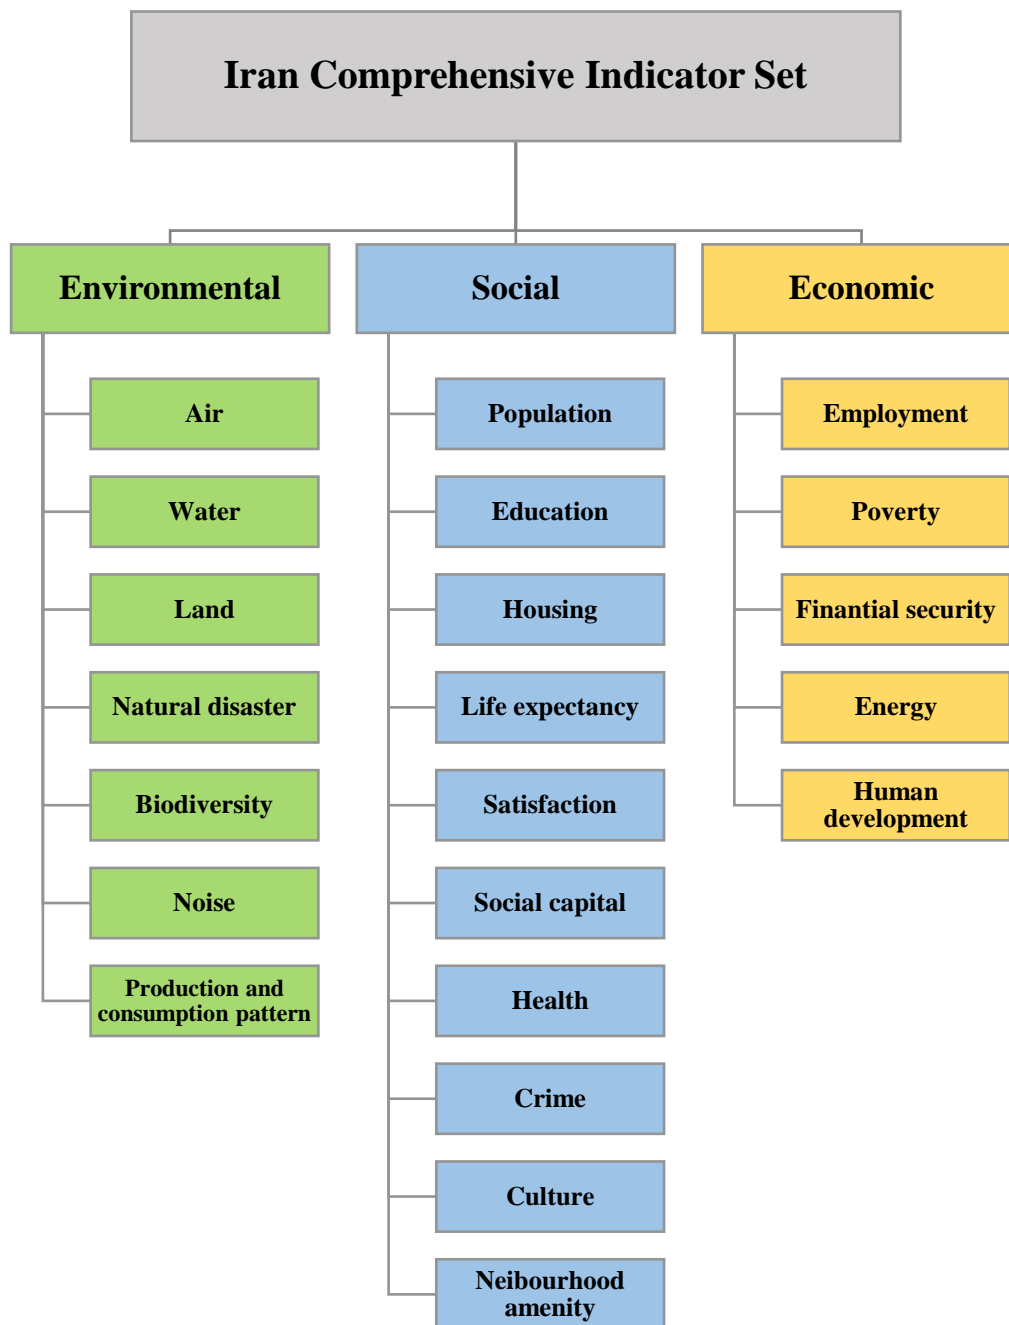 Iran Comprehensive Indicator Set
Environmental
Air
Water
Land
Natural disaster
Biodiversity
Noise
Production and
consumption pattern
Social
Population
Education
Housing
Life expectancy
Satisfaction
Social capital
Health
Crime
Culture
Neibourhood
amenity
Economic
Employment
Poverty
Finantial security
Energy
Human
development